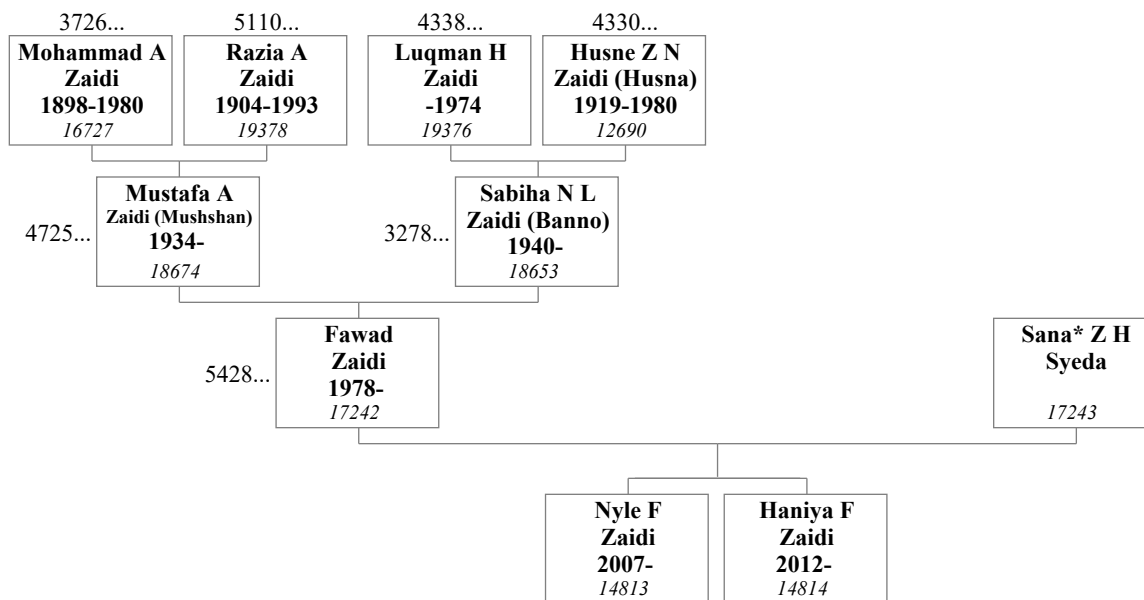 3726...
5110...
4338...
4330...
Mohammad A
Zaidi
1898-1980
16727
Razia A
Zaidi
1904-1993
19378
Luqman H
Zaidi
-1974
19376
Husne Z N
Zaidi (Husna)
1919-1980
12690
4725...
Mustafa A
Zaidi (Mushshan)
1934-
18674
3278...
Sabiha N L
Zaidi (Banno)
1940-
18653
5428...
Fawad
Zaidi
1978-
17242
Sana* Z H
Syeda
17243
Nyle F
Zaidi
2007-
14813
Haniya F
Zaidi
2012-
14814